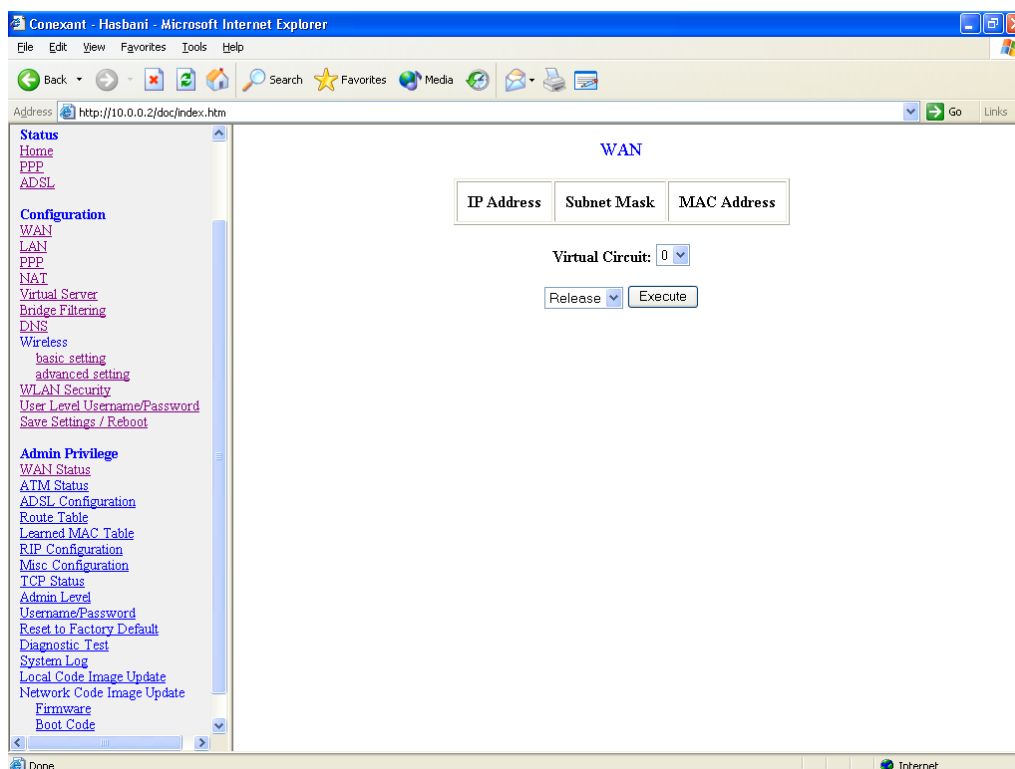 Conexant - Hasbani - Microsoft Internet Explorer
File Edit View Favorites Tools Help
Back Search Favorites Media
Address http://10.0.0.2/doc/index.htm Go Links
Status
Home
PPP
ADSL
Configuration
WAN
LAN
PPP
NAT
Virtual Server
Bridge Filtering
DNS
Wireless
basic setting
advanced setting
WLAN Security
User Level Username/Password
Save Settings / Reboot
Admin Privilege
WAN Status
ATM Status
ADSL Configuration
Route Table
Learned MAC Table
RIP Configuration
Misc Configuration
TCP Status
Admin Level
Username/Password
Reset to Factory Default
Diagnostic Test
System Log
Local Code Image Update
Network Code Image Update
Firmware
Boot Code
WAN
IP Address Subnet Mask MAC Address
Virtual Circuit: 0
Release Execute
Done Internet